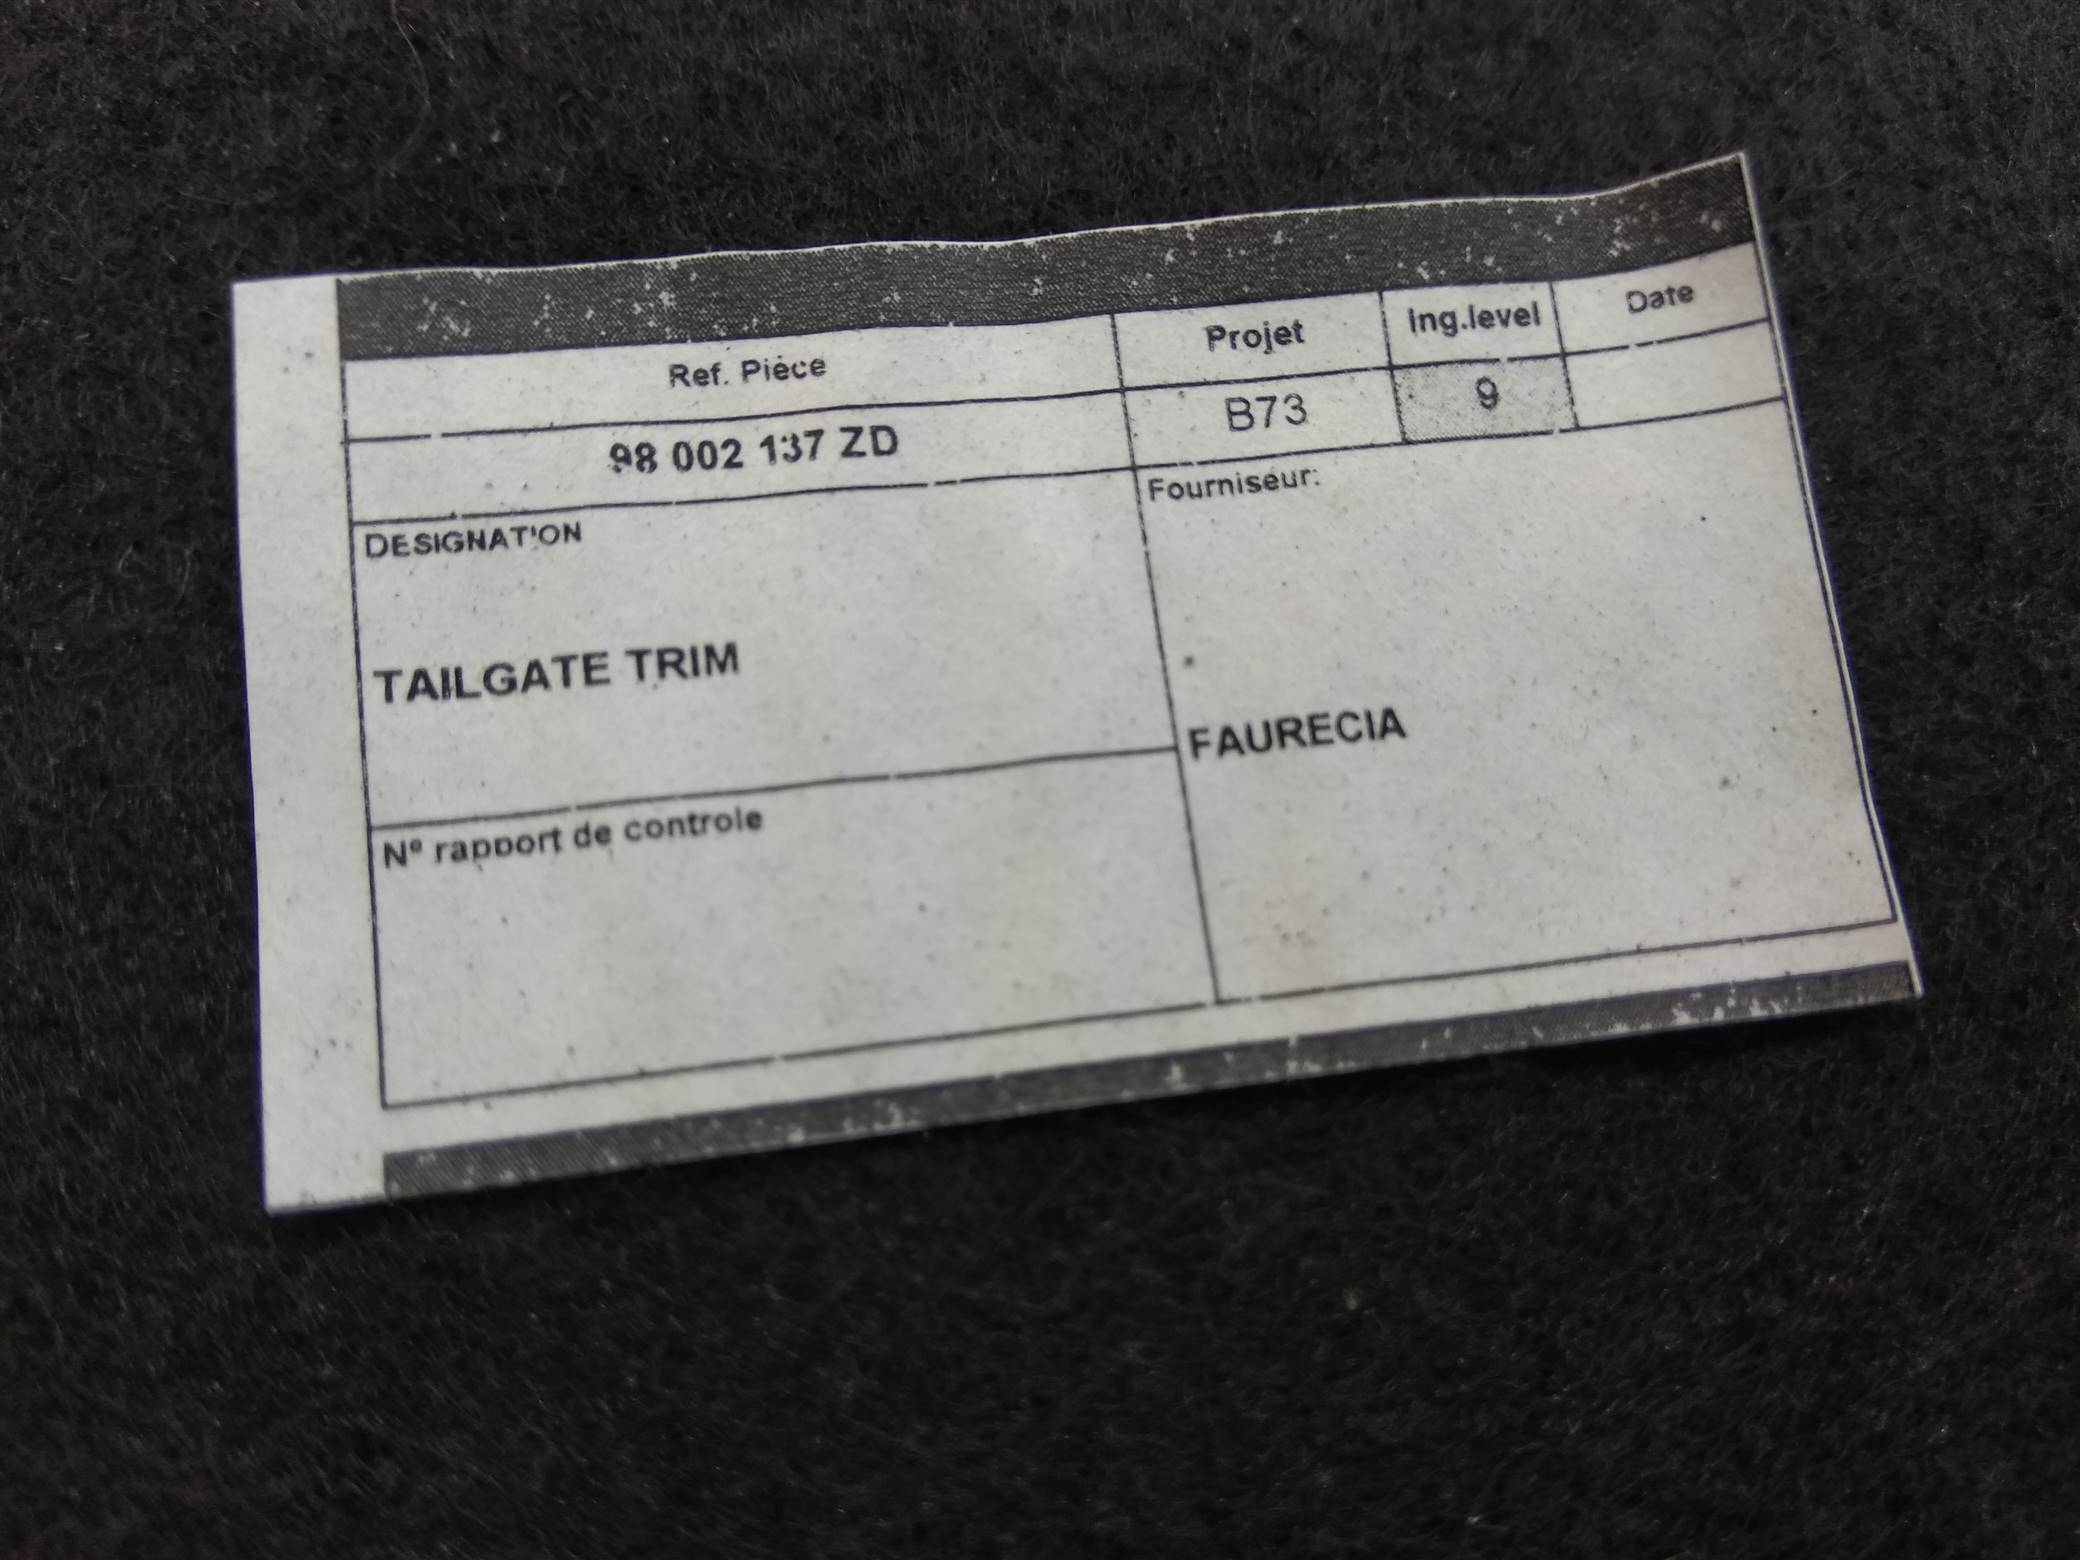 Ref. Pièce Projet Ing.level Date
98 002 137 ZD B73 9
DESIGNATION Fourniseur:
TAILGATE TRIM
FAURECIA
Nº rapport de controle